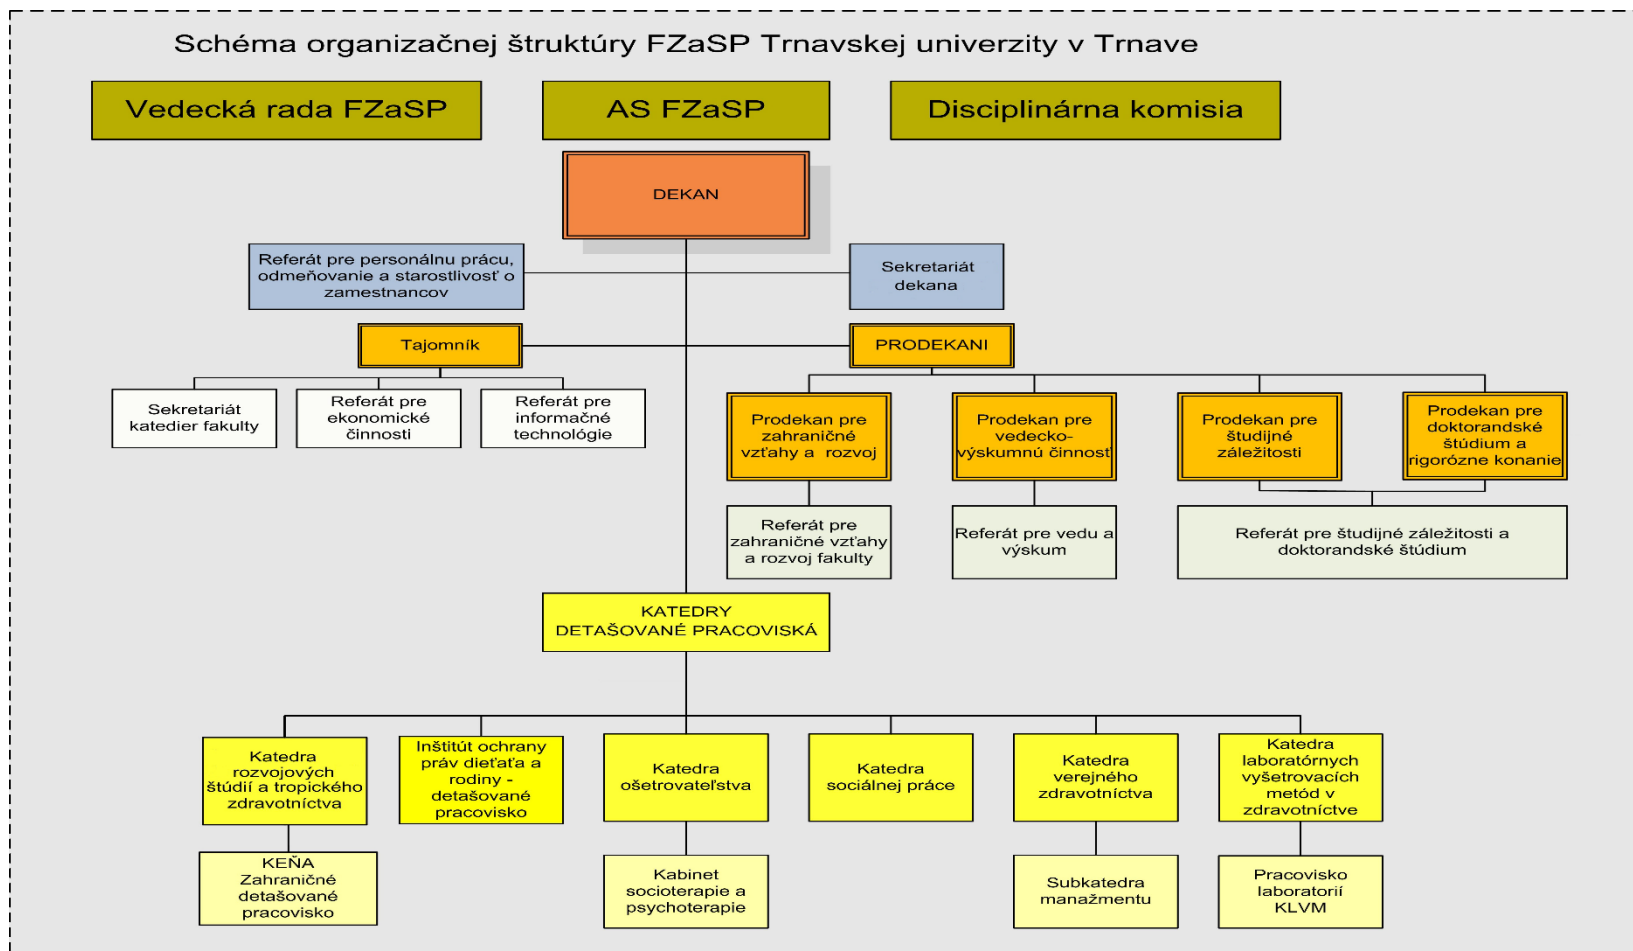 Schéma organizačnej štruktúry FZaSP Trnavskej univerzity v Trnave
Vedecká rada FZaSP
AS FZaSP
Disciplinárna komisia
DEKAN
Referát pre personálnu prácu,
odmeňovanie a starostlivosť o
zamestnancov
Sekretariát
dekana
Tajomník
PRODEKANI
Sekretariát
katedier fakulty
Referát pre
ekonomické
činnosti
Referát pre
informačné
technológie
Prodekan pre
zahraničné
vzťahy a rozvoj
Prodekan pre
vedecko-
výskumnú činnosť
Prodekan pre
študijné
záležitosti
Prodekan pre
doktorandské
štúdium a
rigorózne konanie
Referát pre
zahraničné vzťahy
a rozvoj fakulty
Referát pre vedu a
výskum
Referát pre študijné záležitosti a
doktorandské štúdium
KATEDRY
DETAŠOVANÉ PRACOVISKÁ
Katedra
rozvojových
štúdií a tropického
zdravotníctva
Inštitút ochrany
práv dieťaťa a
rodiny -
detašované
pracovisko
Katedra
ošetrovateľstva
Katedra
sociálnej práce
Katedra
verejného
zdravotníctva
Katedra
laboratórnych
vyšetrovacích
metód v
zdravotníctve
KEŇA
Zahraničné
detašované
pracovisko
Kabinet
socioterapie a
psychoterapie
Subkatedra
manažmentu
Pracovisko
laboratorií
KLVM